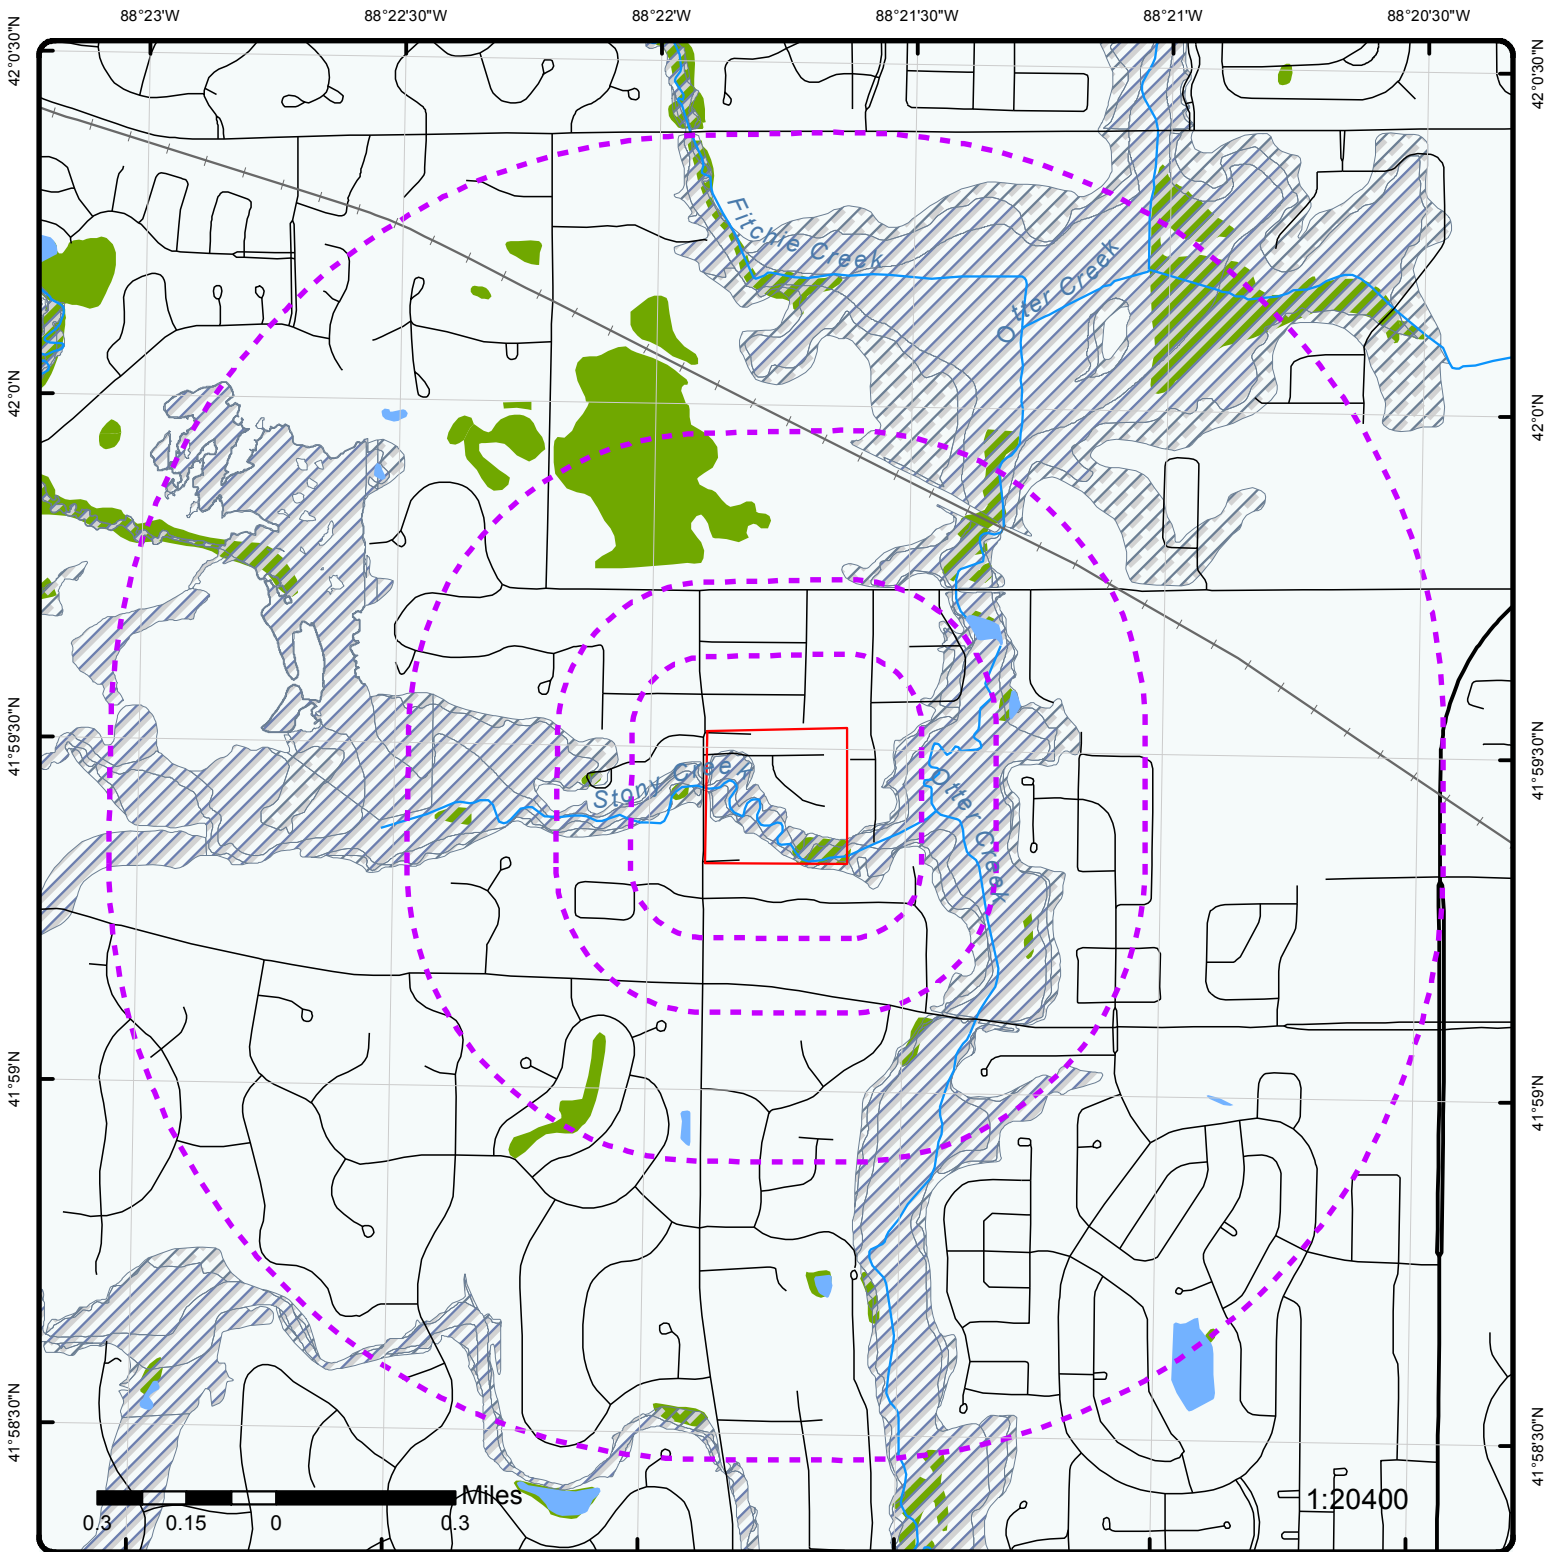 88°23'W 88°22'30"W 88°22'W 88°21'30"W 88°21'W 88°20'30"W
42°0'30"N
42°0'30"N
Fitchie Creek
Otter Creek
42°0'N
42°0'N
41°59'30"N
41°59'30"N
Stony Creek
Otter Creek
41°59'N
41°59'N
41°58'30"N
41°58'30"N
Miles
1:20400
0.3 0.15 0 0.3